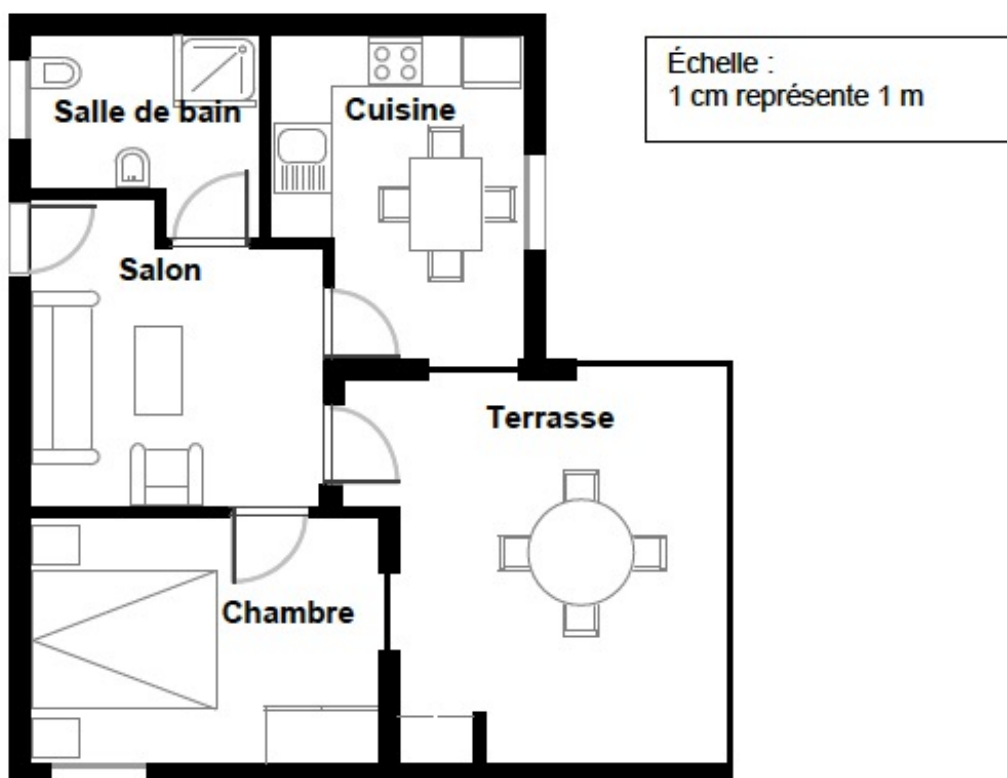 Échelle :
1 cm représente 1 m
Salle de bain
Cuisine
Salon
Terrasse
Chambre